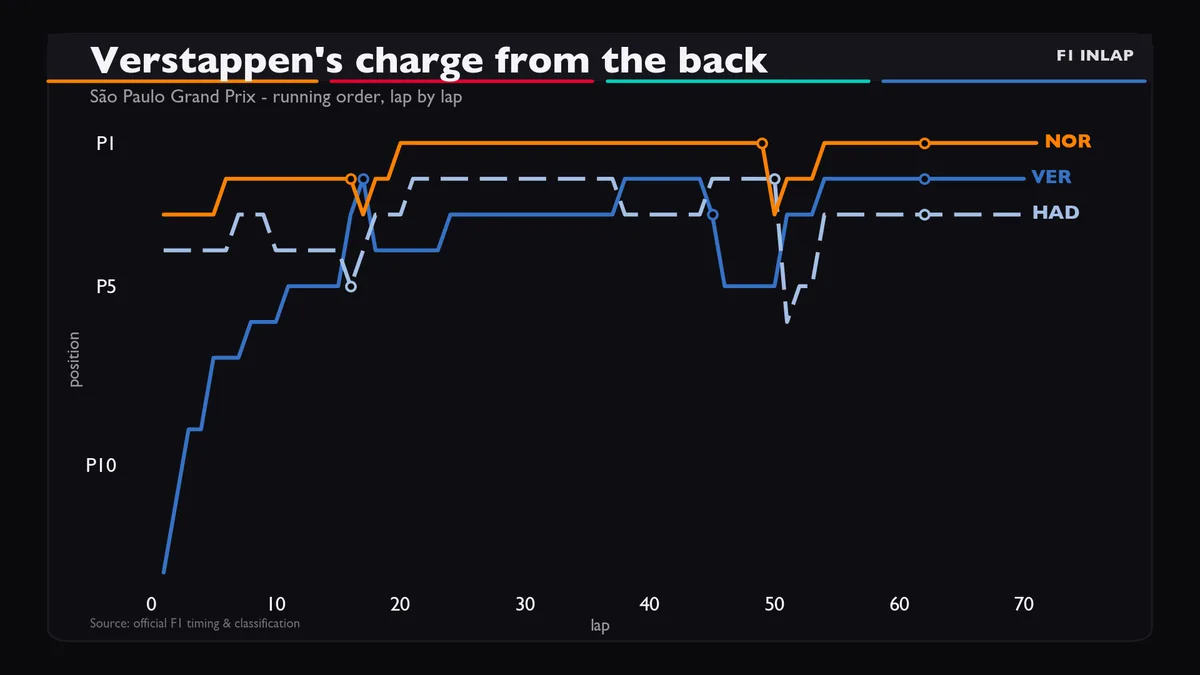 Verstappen's charge from the back
F1 INLAP
São Paulo Grand Prix - running order, lap by lap
P1
NOR
VER
HAD
P5
position
P10
0 10 20 30 40 50 60 70
Source: official F1 timing & classification
lap